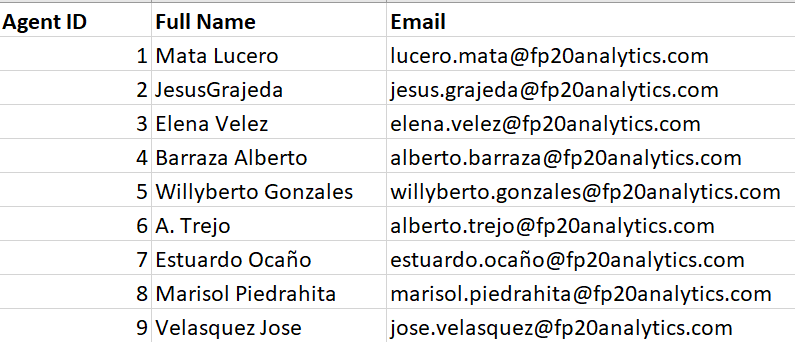 Agent ID Full Name Email
1 Mata Lucero lucero.mata@fp20analytics.com
2 JesusGrajeda jesus.grajeda@fp20analytics.com
3 Elena Velez elena.velez@fp20analytics.com
4 Barraza Alberto alberto.barraza@fp20analytics.com
5 Willyberto Gonzales willyberto.gonzales@fp20analytics.com
6 A. Trejo alberto.trejo@fp20analytics.com
7 Estuardo Ocaño estuardo.ocaño@fp20analytics.com
8 Marisol Piedrahita marisol.piedrahita@fp20analytics.com
9 Velasquez Jose jose.velasquez@fp20analytics.com